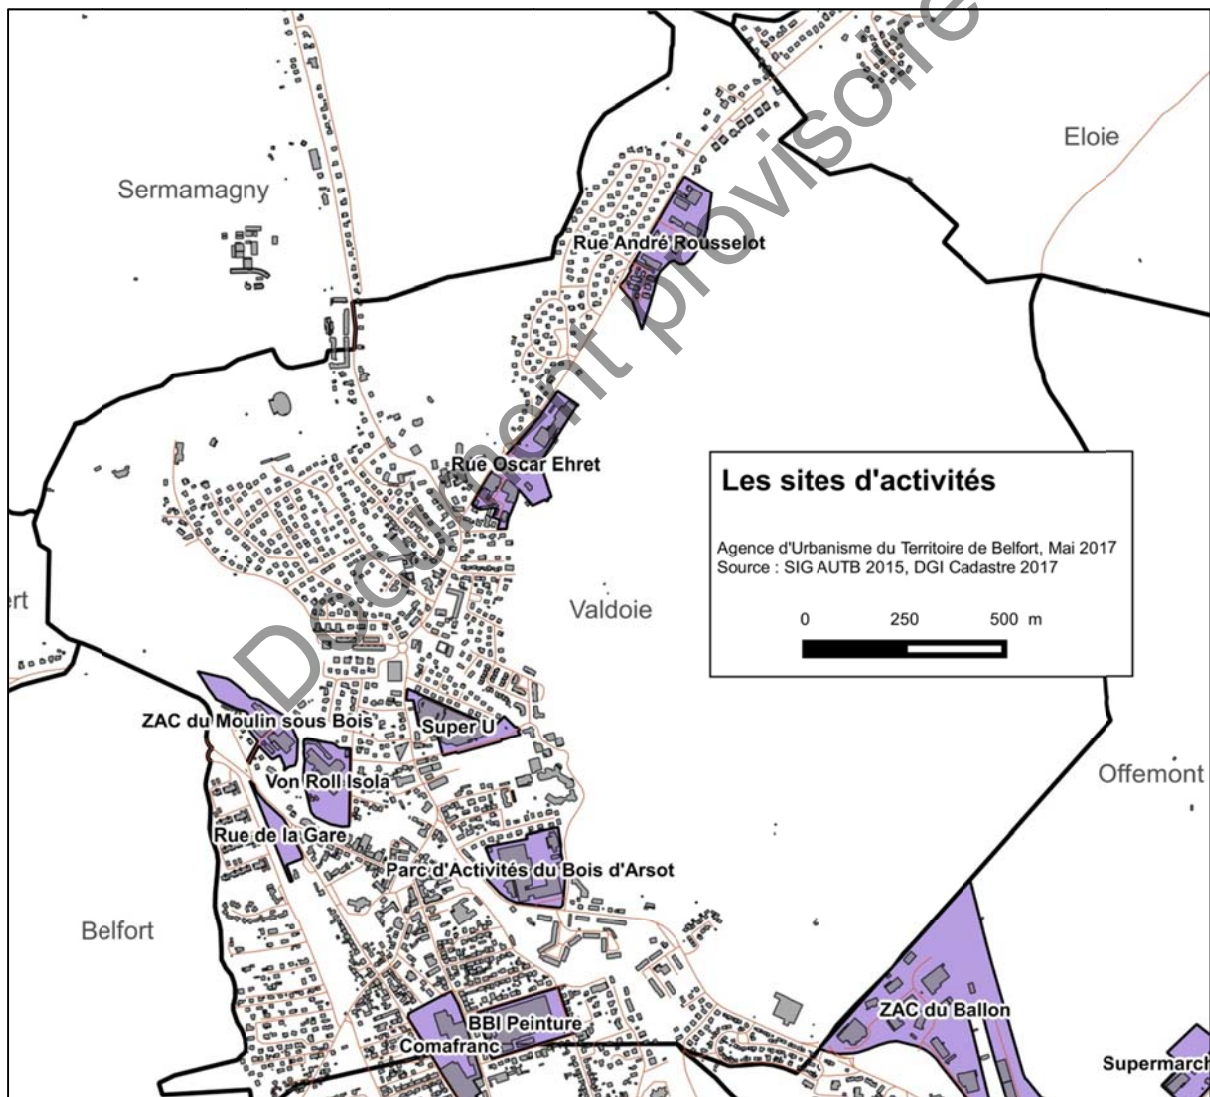 Document provisoire
Eloie
Sermamagny
Rue André Rousselot
Rue Oscar Ehret
Les sites d'activités
Agence d'Urbanisme du Territoire de Belfort, Mai 2017
Source : SIG AUTB 2015, DGI Cadastre 2017
0 250 500 m
ert
Valdoie
ZAC du Moulin sous Bois
Super U
Von Roll Isola
Offemont
Rue de la Gare
Parc d'Activités du Bois d'Arsot
Belfort
ZAC du Ballon
BBI Peinture
Comafranc
Supermarch